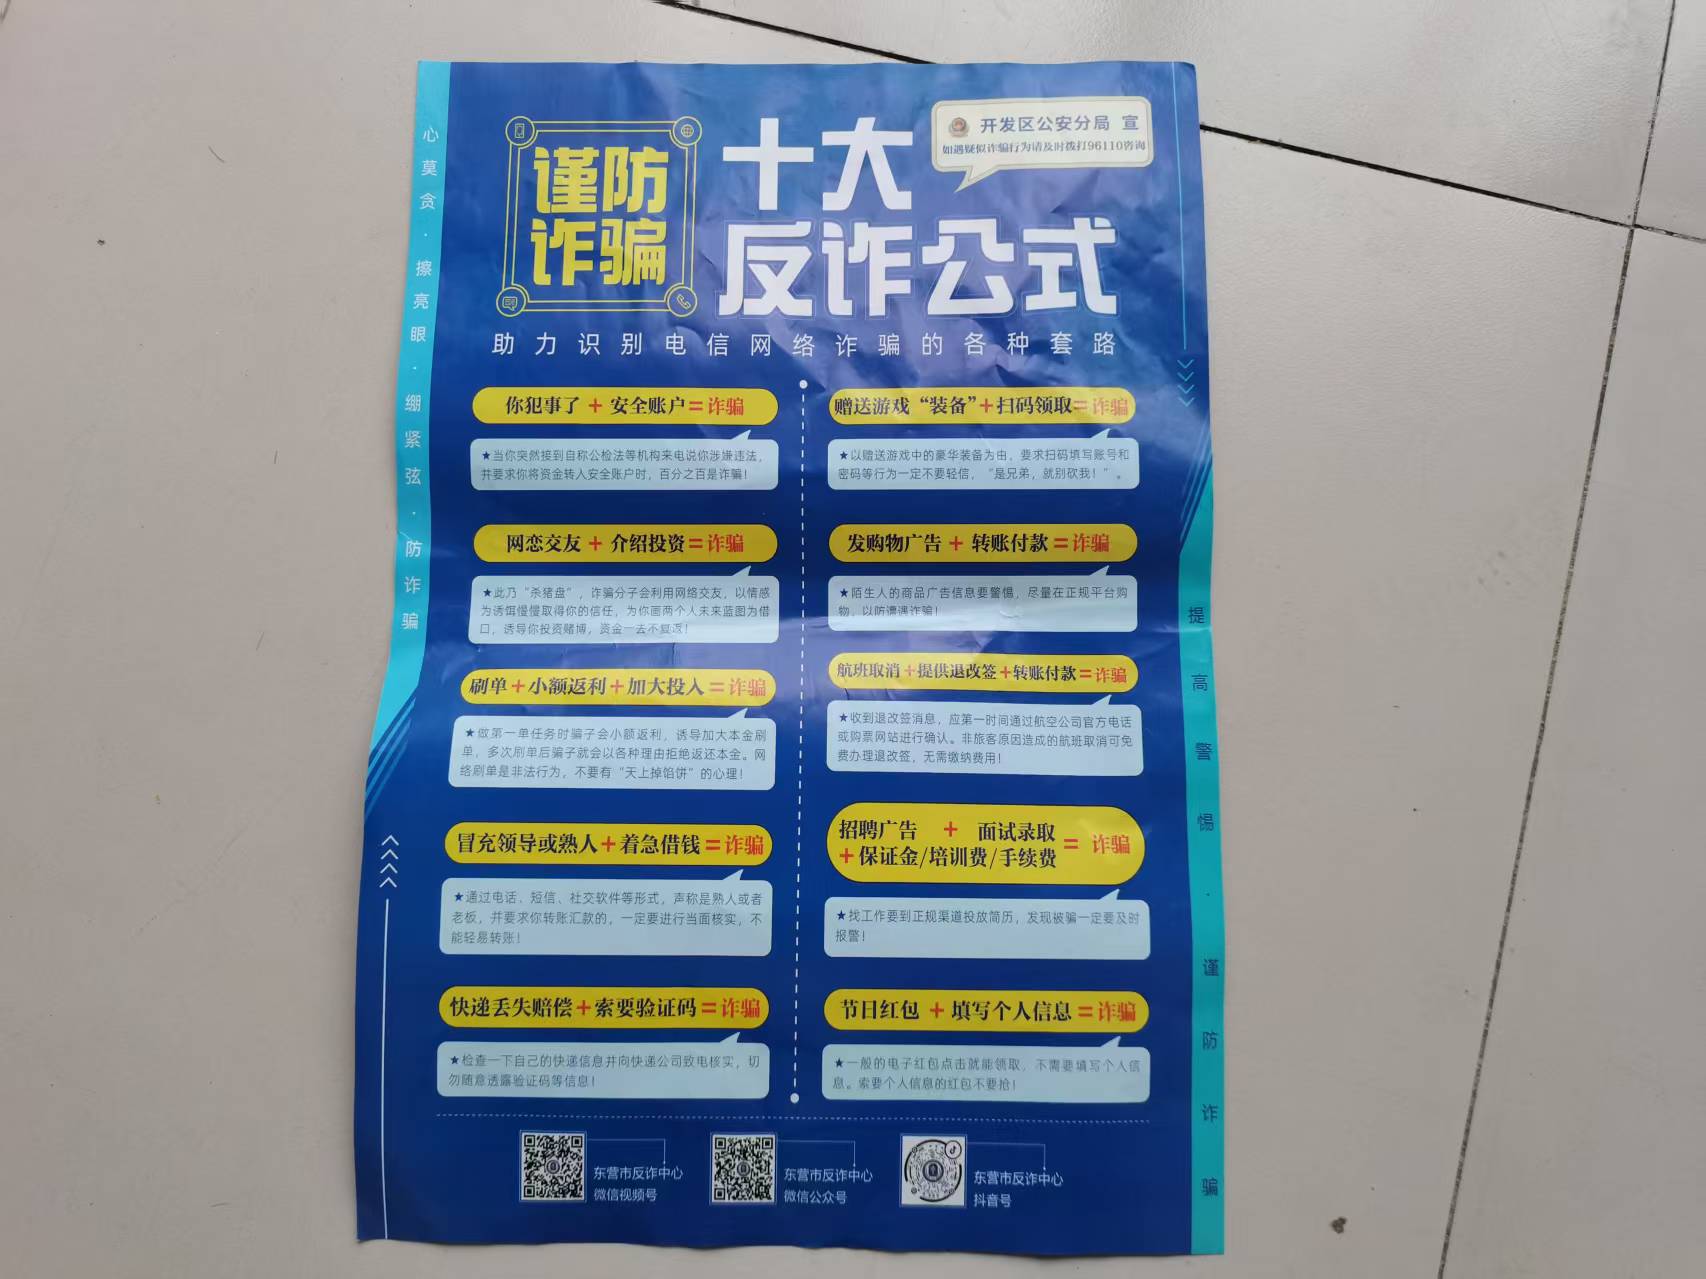 谨防
诈骗
十大
反诈公式
开发区公安分局 宣
如遇疑似诈骗行为请及时拨打96110咨询
助力识别电信网络诈骗的各种套路
心莫贪·擦亮眼·绷紧弦·防诈骗
你犯事了+安全账户=诈骗
★当你突然接到自称公检法等机构来电说你涉嫌违法,
并要求你将资金转入安全账户时,百分之百是诈骗!
网恋交友+介绍投资=诈骗
★此乃“杀猪盘”,诈骗分子会利用网络交友,以情感
为诱饵慢慢取得你的信任,为你画两个人未来蓝图为借
口,诱导你投资赌博,资金一去不复返!
刷单+小额返利+加大投入=诈骗
★做第一单任务时骗子会小额返利,诱导加大本金刷
单,多次刷单后骗子就会以各种理由拒绝返还本金。网
络刷单是非法行为,不要有“天上掉馅饼”的心理!
冒充领导或熟人+着急借钱=诈骗
★通过电话、短信、社交软件等形式,声称是熟人或者
老板,并要求你转账汇款的,一定要进行当面核实,不
能轻易转账!
快递丢失赔偿+索要验证码=诈骗
★检查一下自己的快递信息并向快递公司致电核实,切
勿随意透露验证码等信息!
赠送游戏“装备”+扫码领取=诈骗
★以赠送游戏中的豪华装备为由,要求扫码填写账号和
密码等行为一定不要轻信,“是兄弟,就别砍我!”。
发购物广告+转账付款=诈骗
★陌生人的商品广告信息要警惕,尽量在正规平台购
物,以防遭遇诈骗!
航班取消+提供退改签+转账付款=诈骗
★收到退改签消息,应第一时间通过航空公司官方电话
或购票网站进行确认。非旅客原因造成的航班取消可免
费办理退改签,无需缴纳费用!
招聘广告 + 面试录取
+保证金/培训费/手续费 = 诈骗
★找工作要到正规渠道投放简历,发现被骗一定要及时
报警!
节日红包+填写个人信息=诈骗
★一般的电子红包点击就能领取,不需要填写个人信
息。索要个人信息的红包不要抢!
提高警惕·谨防诈骗
东营市反诈中心
微信视频号
东营市反诈中心
微信公众号
东营市反诈中心
抖音号